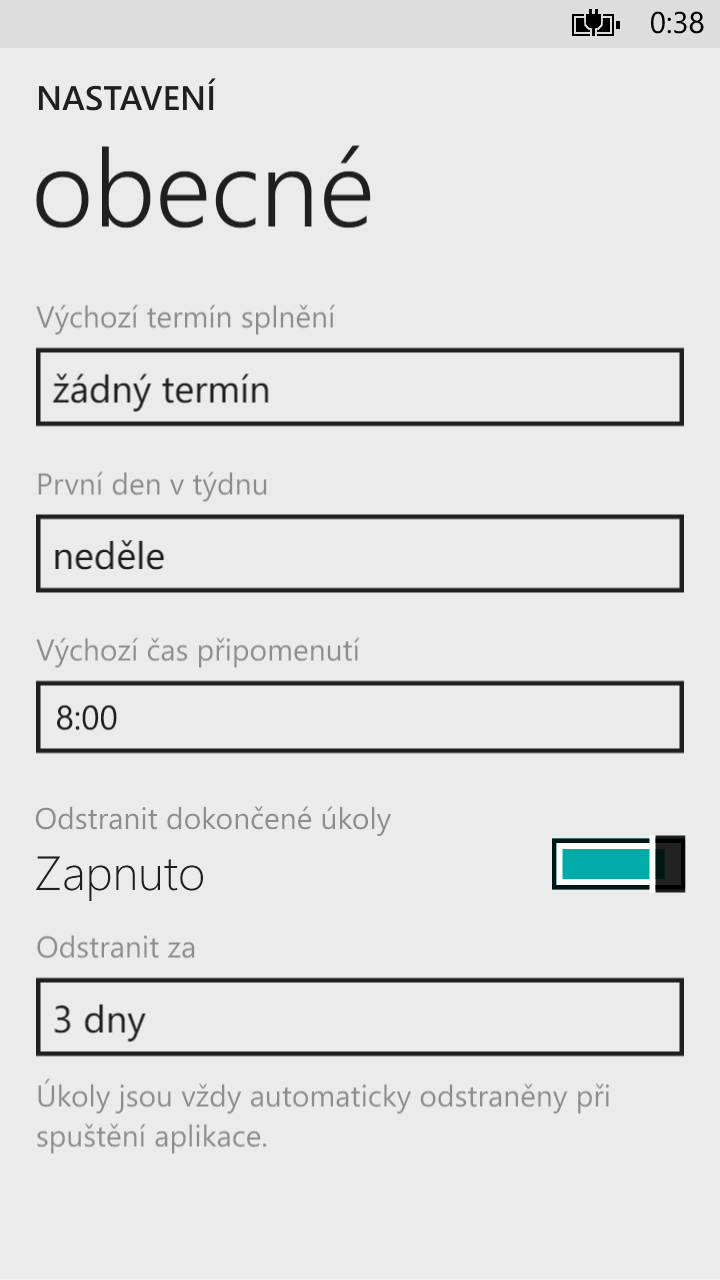 0:38
NASTAVENÍ
obecné
Výchozí termín splnění
žádný termín
První den v týdnu
neděle
Výchozí čas připomenutí
8:00
Odstranit dokončené úkoly
Zapnuto
Odstranit za
3 dny
Úkoly jsou vždy automaticky odstraněny při
spuštění aplikace.